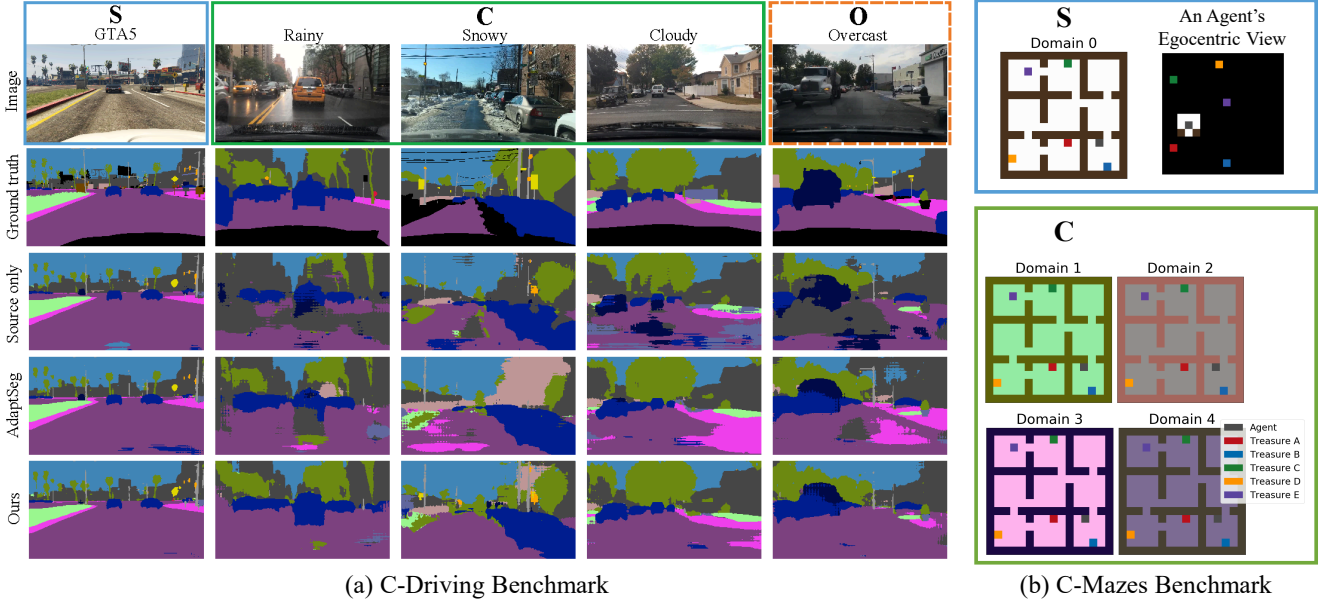 S
C
O
GTA5
Rainy
Snowy
Cloudy
Overcast
Image
Ground truth
Source only
AdaptSeg
Ours
(a) C-Driving Benchmark
S
An Agent's
Egocentric View
Domain 0
C
Domain 1
Domain 2
Domain 3
Domain 4
Agent
Treasure A
Treasure B
Treasure C
Treasure D
Treasure E
(b) C-Mazes Benchmark